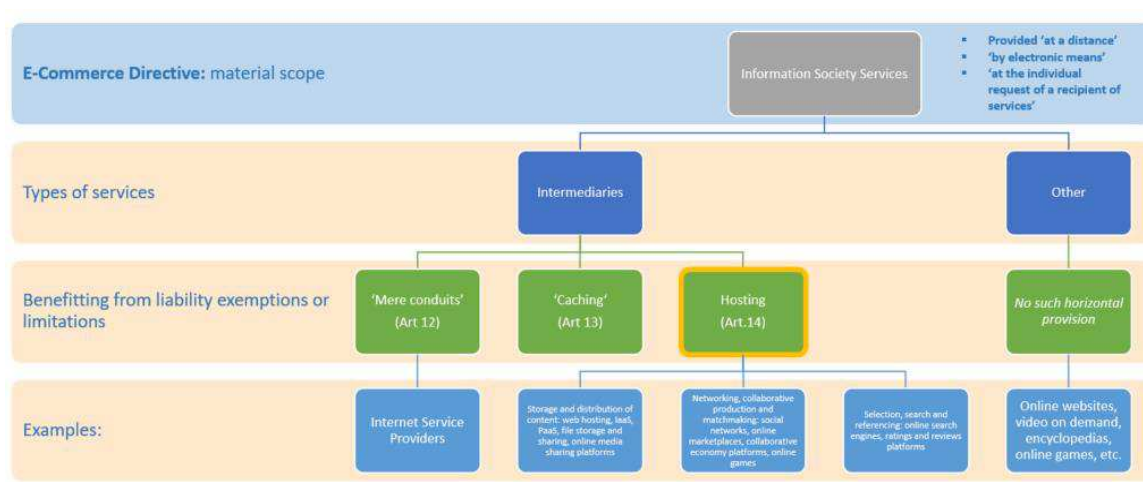 E-Commerce Directive: material scope
Information Society Services
▪ Provided 'at a distance'
▪ 'by electronic means'
▪ 'at the individual
request of a recipient of
services'
Types of services
Intermediaries
Other
Benefitting from liability exemptions or
limitations
'Mere conduits'
(Art 12)
'Caching'
(Art 13)
Hosting
(Art.14)
No such horizontal
provision
Examples:
Internet Service
Providers
Storage and distribution of
content: web hosting, IaaS,
PaaS, file storage and
sharing, online media
sharing platforms
Networking, collaborative
production and
matchmaking: social
networks, online
marketplaces, collaborative
economy platforms, online
games
Selection, search and
referencing: online search
engines, ratings and reviews
platforms
Online websites,
video on demand,
encyclopedias,
online games, etc.